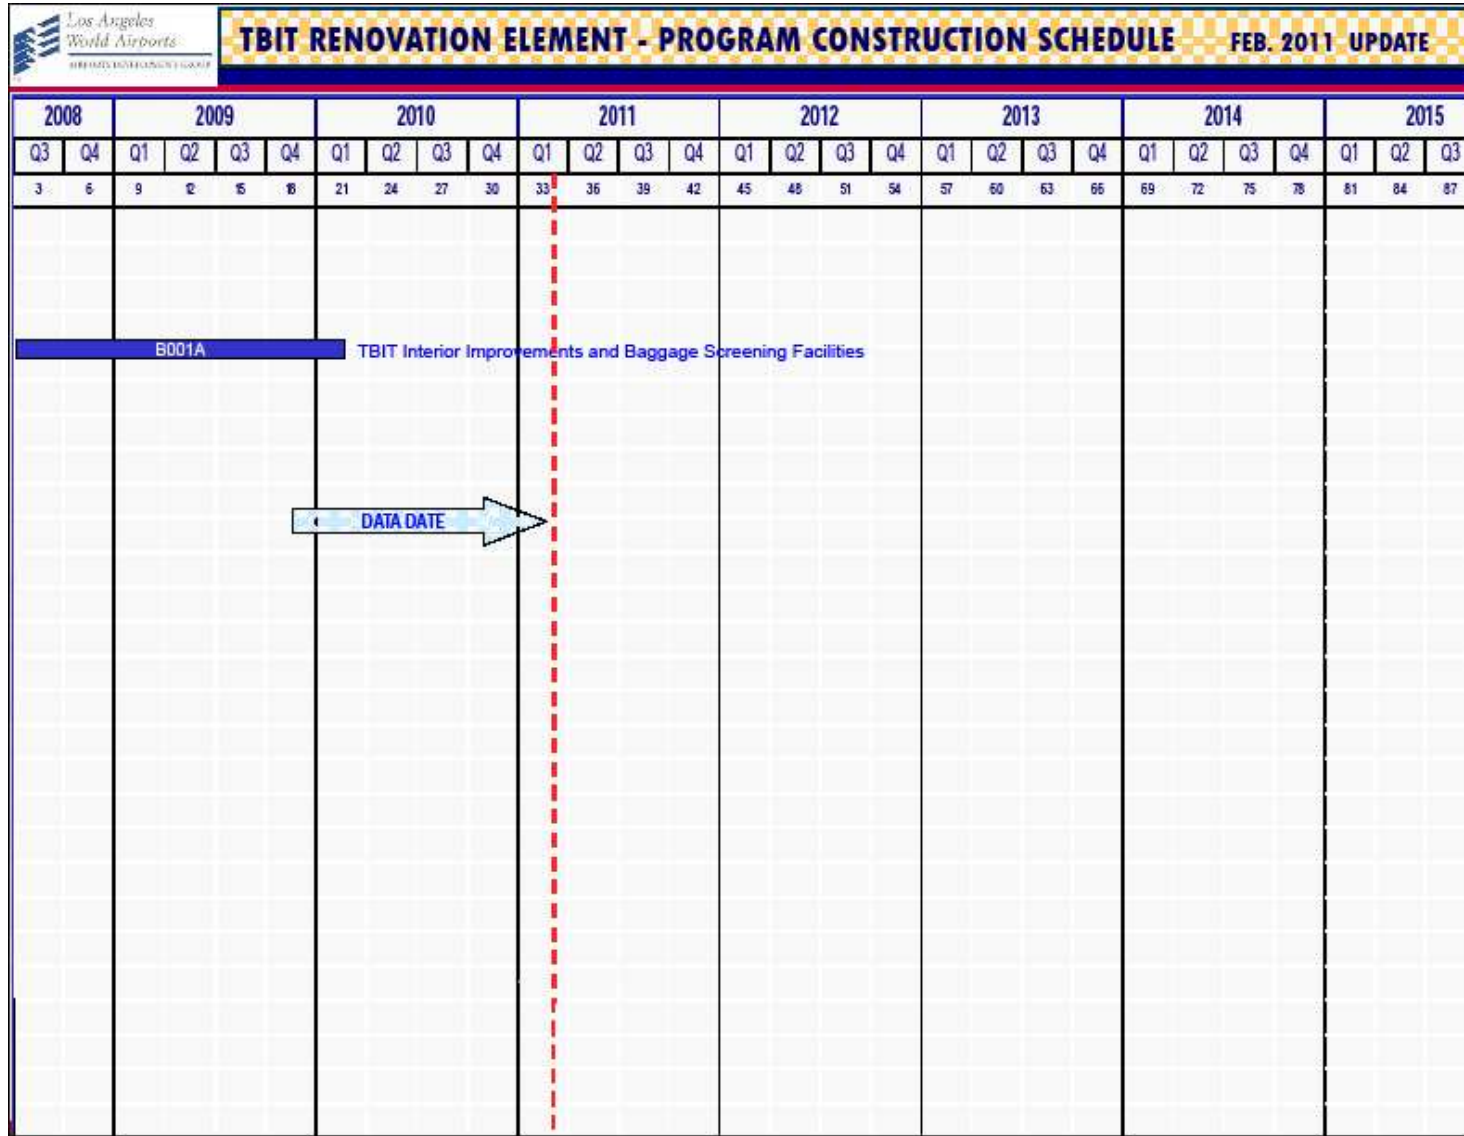 Los Angeles
World Airports
AIRPORTS DEVELOPMENT GROUP
TBIT RENOVATION ELEMENT - PROGRAM CONSTRUCTION SCHEDULE FEB. 2011 UPDATE
2008 2009 2010 2011 2012 2013 2014 2015
Q3 Q4 Q1 Q2 Q3 Q4 Q1 Q2 Q3 Q4 Q1 Q2 Q3 Q4 Q1 Q2 Q3 Q4 Q1 Q2 Q3 Q4 Q1 Q2 Q3 Q4 Q1 Q2 Q3
3 6 9 12 15 18 21 24 27 30 33 36 39 42 45 48 51 54 57 60 63 66 69 72 75 78 81 84 87
B001A TBIT Interior Improvements and Baggage Screening Facilities
DATA DATE